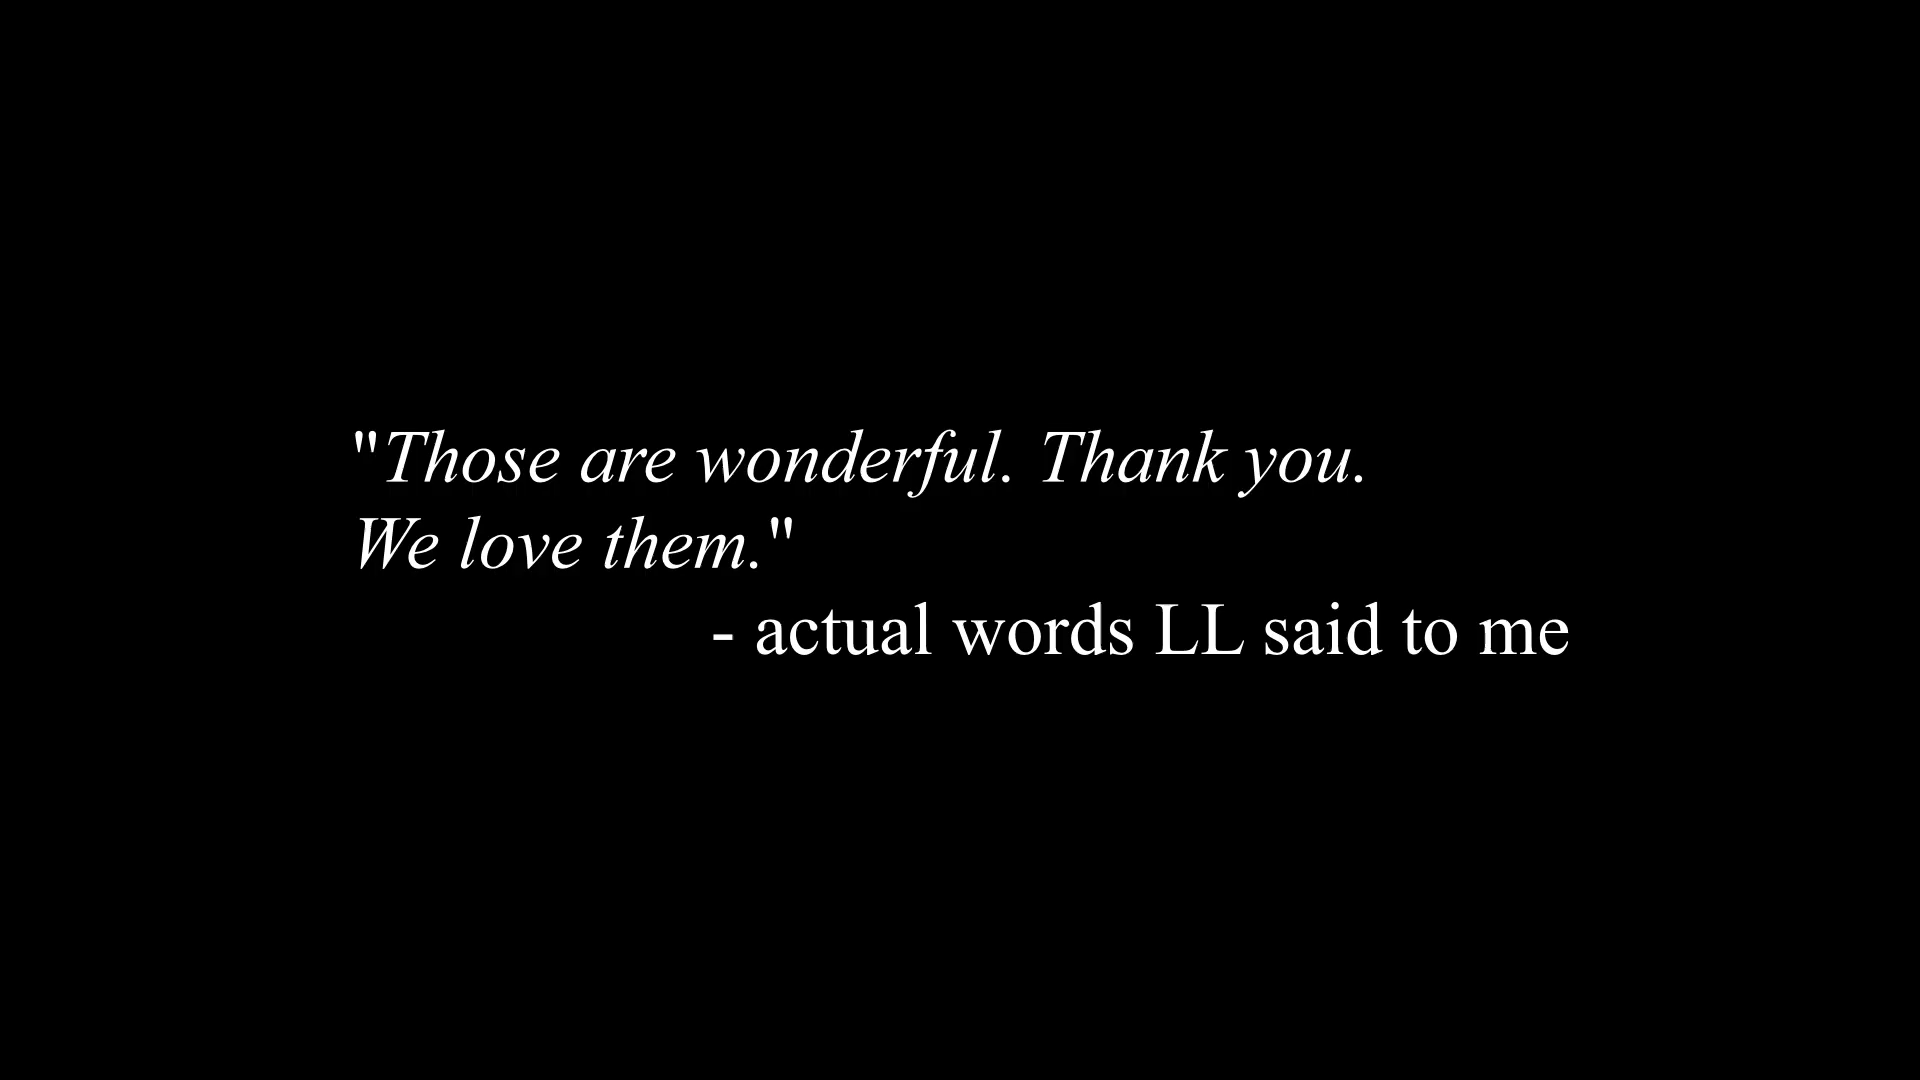 "Those are wonderful. Thank you.
We love them."
- actual words LL said to me